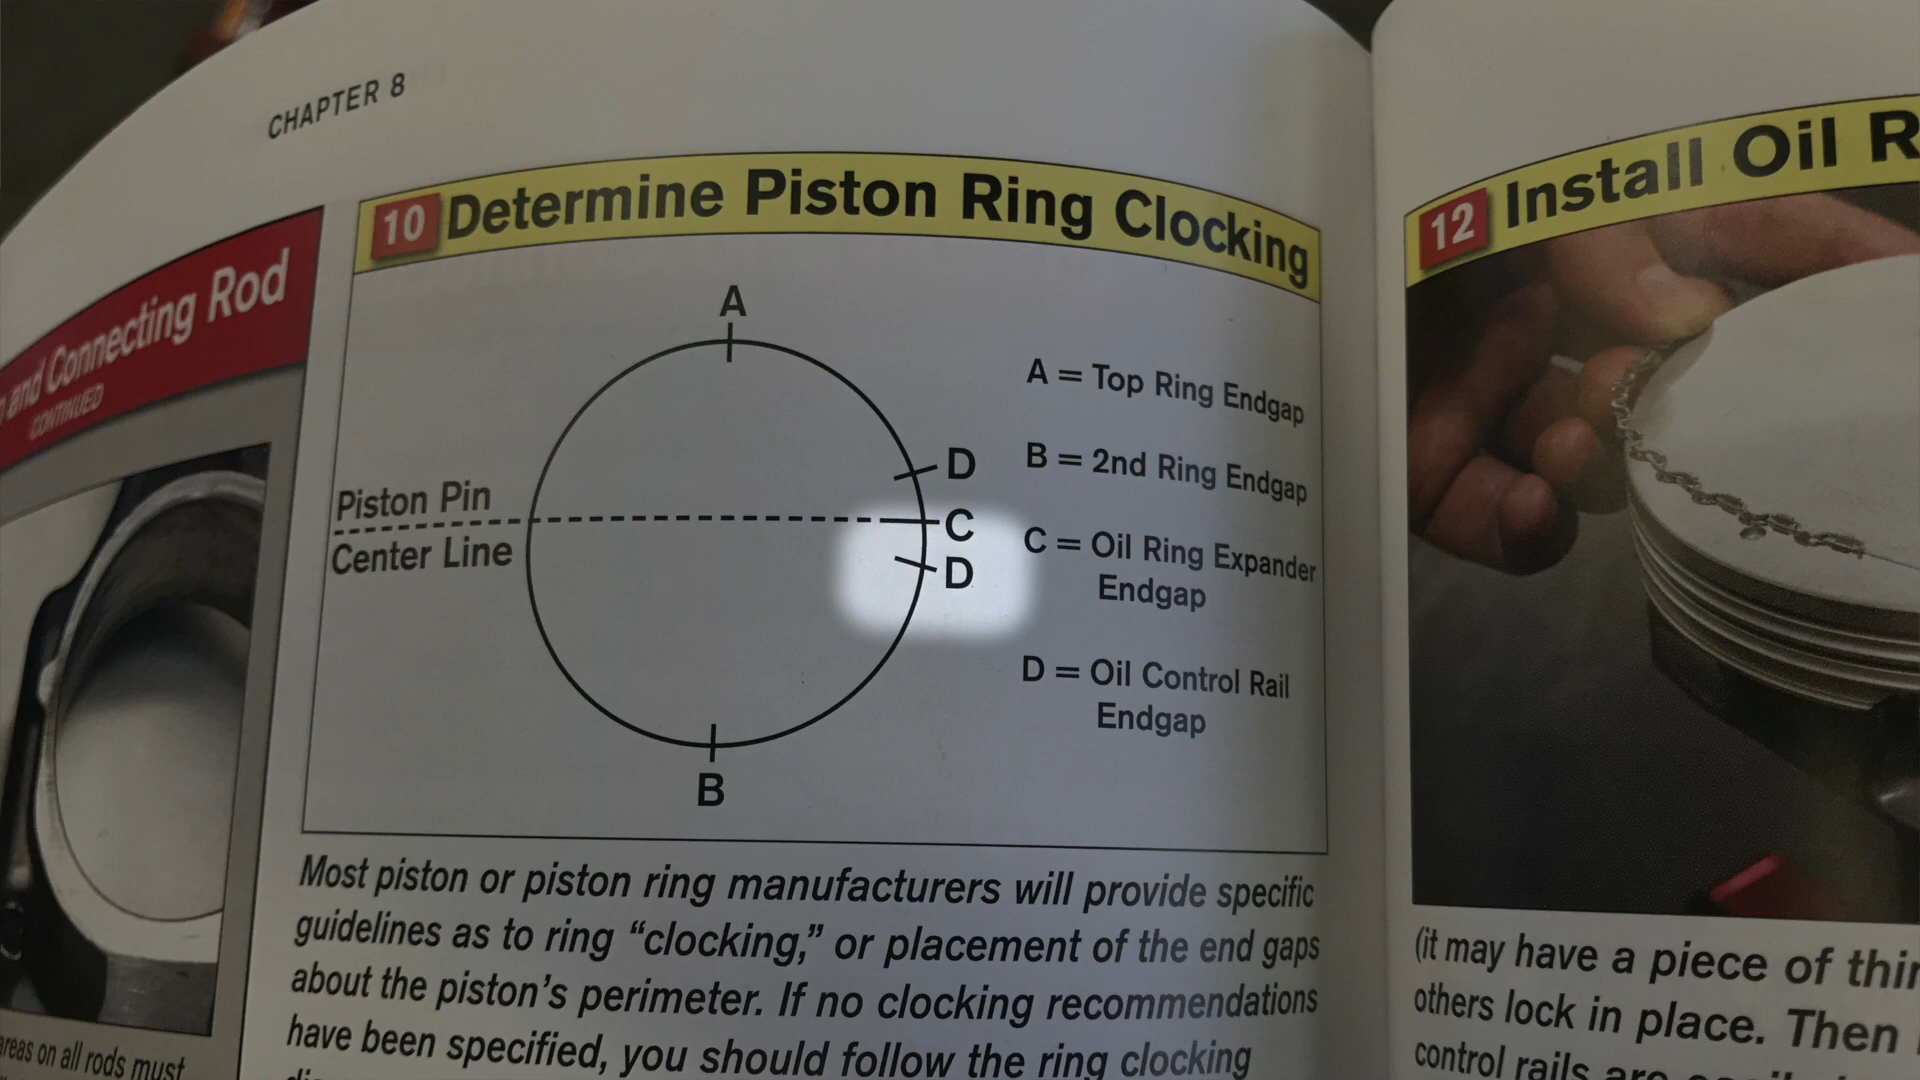 CHAPTER 8
and Connecting Rod
CONTINUED
areas on all rods must
10 Determine Piston Ring Clocking
A
D
C
D
B
Piston Pin
Center Line
A = Top Ring Endgap
B = 2nd Ring Endgap
C = Oil Ring Expander
Endgap
D = Oil Control Rail
Endgap
Most piston or piston ring manufacturers will provide specific
guidelines as to ring “clocking,” or placement of the end gaps
about the piston’s perimeter. If no clocking recommendations
have been specified, you should follow the ring clocking
12 Install Oil R
(it may have a piece of thin
others lock in place. Then
control rails are